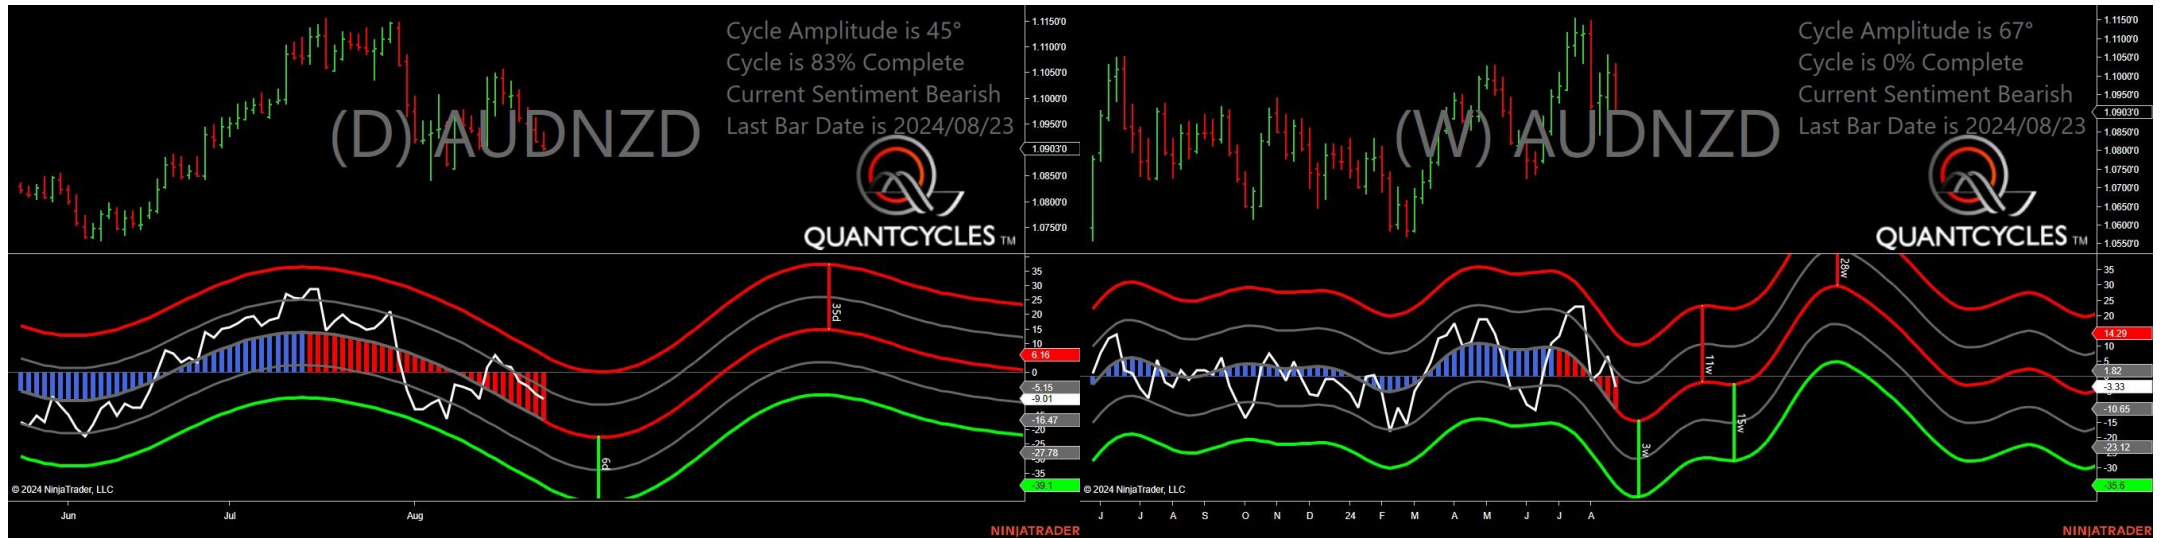 Cycle Amplitude is 45°
Cycle is 83% Complete
Current Sentiment Bearish
Last Bar Date is 2024/08/23
(D) AUDNZD
QUANTCYCLES TM
1.1150'0
1.1100'0
1.1050'0
1.1000'0
1.0950'0
1.0903'0
1.0850'0
1.0800'0
1.0750'0
35
30
25
20
15
6.16
0
-5.15
-9.01
-16.47
-20
-27.78
-35
-39.1
35d
6d
© 2024 NinjaTrader, LLC
Jun Jul Aug
NINJATRADER
Cycle Amplitude is 67°
Cycle is 0% Complete
Current Sentiment Bearish
Last Bar Date is 2024/08/23
(W) AUDNZD
QUANTCYCLES TM
1.1150'0
1.1100'0
1.1050'0
1.1000'0
1.0950'0
1.0903'0
1.0850'0
1.0800'0
1.0750'0
1.0700'0
1.0650'0
1.0600'0
1.0550'0
35
30
25
20
14.29
10
5
1.82
-3.33
-10.65
-15
-23.12
-30
-35.6
28w
11w
15w
3w
© 2024 NinjaTrader, LLC
J J A S O N D 24 F M A M J J A
NINJATRADER